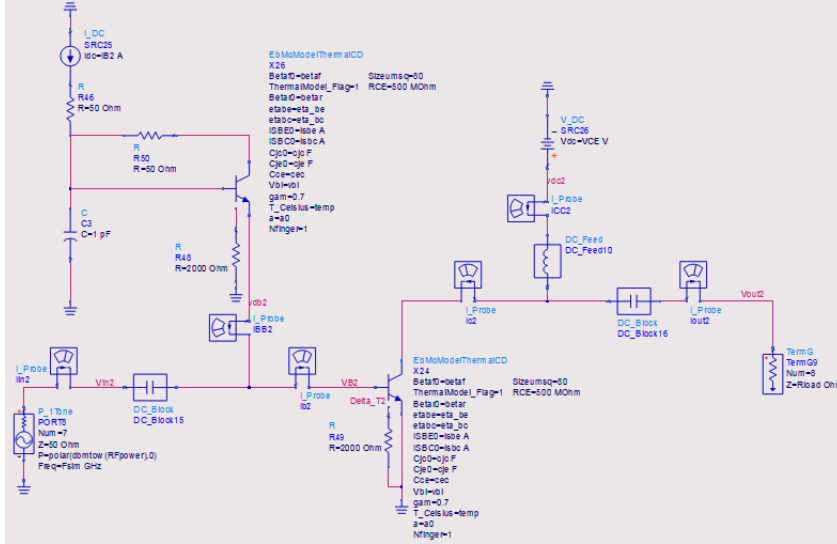 I_DC
SRC25
Idc=IB2 A
R
R46
R=50 Ohm
R
R50
R=50 Ohm
C
C3
C=1 pF
EbMoModelThermalCD
X26
Beta0=betaf Sizeumsq=80
ThermalModel_Flag=1 RCE=500 MOhm
Betar0=betar
etabe=eta_be
etabc=eta_bc
ISBE0=Isbe A
ISBC0=Isbc A
Cjc0=cjc F
Cje0=cje F
Cce=cec
Vbi=vbi
gam=0.7
T_Celsius=temp
a=a0
Nfinger=1
R
R48
R=2000 Ohm
vdb2
I_Probe
IBB2
V_DC
SRC26
Vdc=VCE V
vdc2
I_Probe
ICC2
DC_Feed
DC_Feed10
I_Probe
Ic2
DC_Block
DC_Block16
I_Probe
Iout2
Vout2
TermG
TermG9
Num=8
Z=Rload Ohm
I_Probe
Iin2
Vin2
DC_Block
DC_Block15
I_Probe
Ib2
VB2
Delta_T2
P_1Tone
PORT8
Num=7
Z=50 Ohm
P=polar(dbmtow(RFpower),0)
Freq=Fsim GHz
R
R49
R=2000 Ohm
EbMoModelThermalCD
X24
Betaf0=betaf Sizeumsq=80
ThermalModel_Flag=1 RCE=500 MOhm
Betar0=betar
etabe=eta_be
etabc=eta_bc
ISBE0=Isbe A
ISBC0=Isbc A
Cjc0=cjc F
Cje0=cje F
Cce=cec
Vbi=vbi
gam=0.7
T_Celsius=temp
a=a0
Nfinger=1